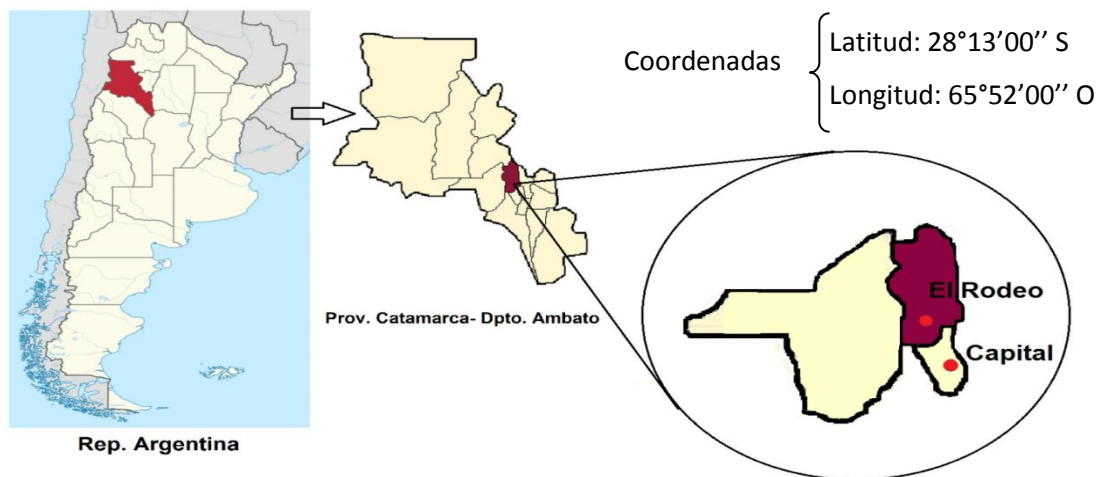 Coordenadas
Latitud: 28°13’00’’ S
Longitud: 65°52’00’’ O
Prov. Catamarca- Dpto. Ambato
El Rodeo
Capital
Rep. Argentina